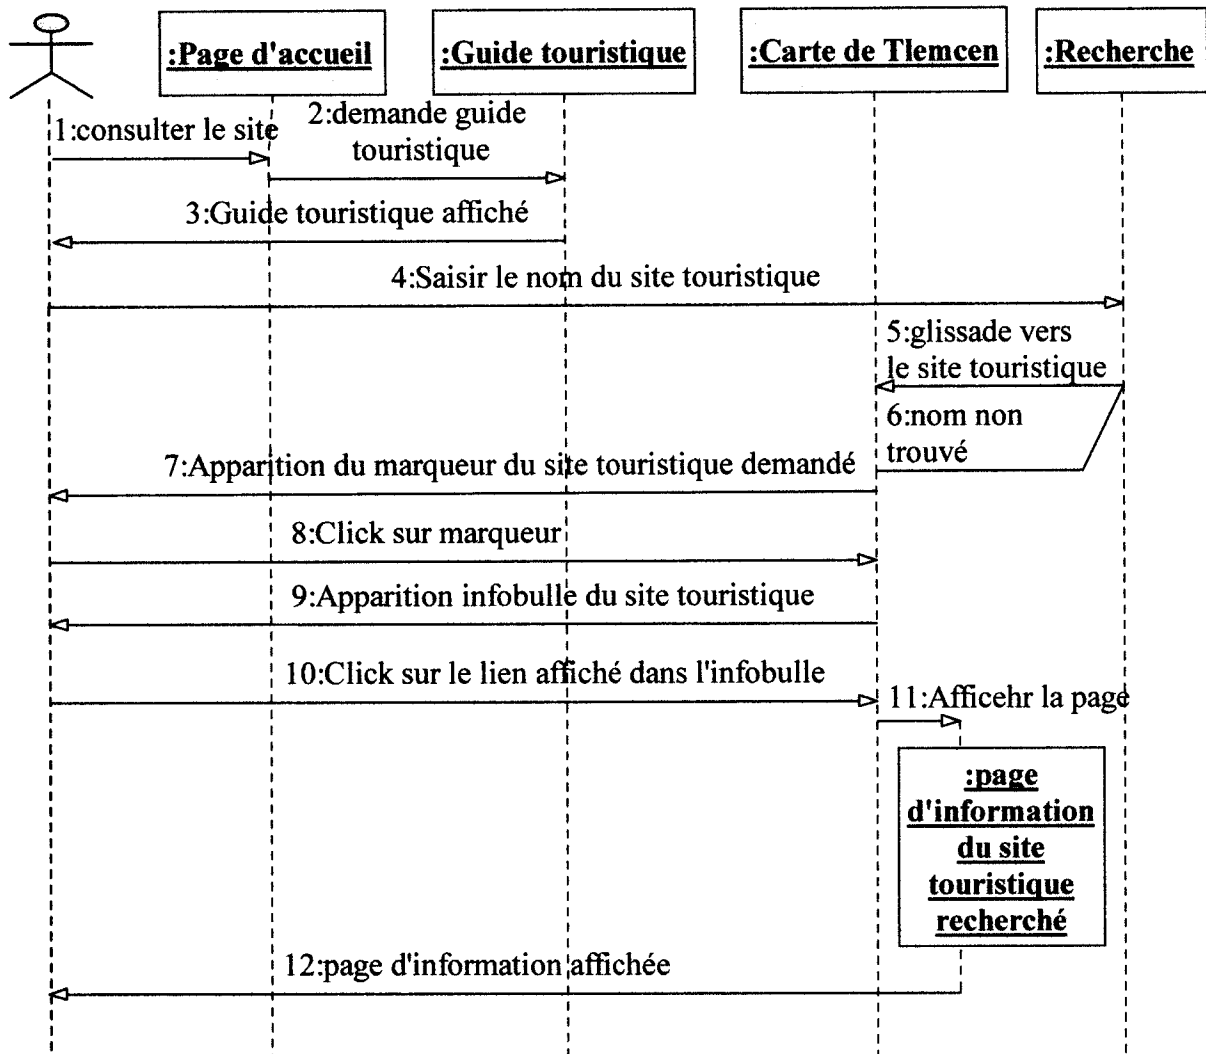 :Page d'accueil
:Guide touristique
:Carte de Tlemcen
:Recherche
1:consulter le site
2:demande guide
touristique
3:Guide touristique affiché
4:Saisir le nom du site touristique
5:glissade vers
le site touristique
6:nom non
trouvé
7:Apparition du marqueur du site touristique demandé
8:Click sur marqueur
9:Apparition infobulle du site touristique
10:Click sur le lien affiché dans l'infobulle
11:Afficehr la page
:page
d'information
du site
touristique
recherché
12:page d'information affichée